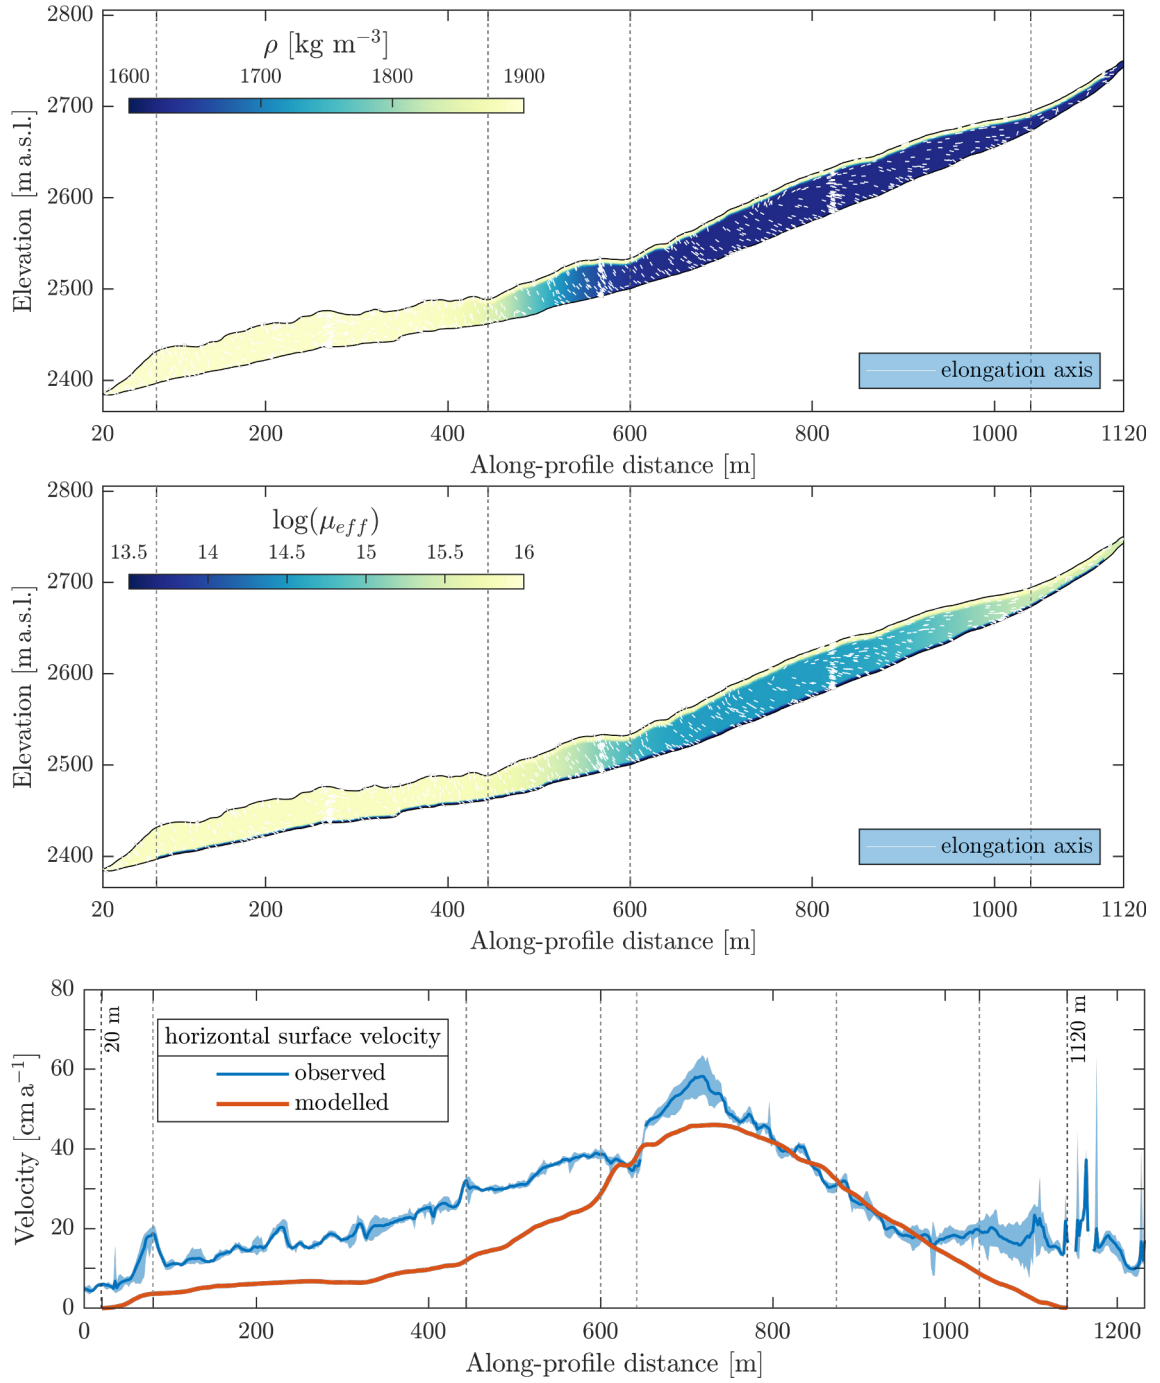 2800
ρ [kg m⁻³]
1600 1700 1800 1900
2700
2600
2500
2400
Elevation [m a.s.l.]
elongation axis
20 200 400 600 800 1000 1120
Along-profile distance [m]
2800
log(μeff)
13.5 14 14.5 15 15.5 16
2700
2600
2500
2400
Elevation [m a.s.l.]
elongation axis
20 200 400 600 800 1000 1120
Along-profile distance [m]
80
60
40
20
0
Velocity [cm a⁻¹]
20 m
horizontal surface velocity
observed
modelled
1120 m
0 200 400 600 800 1000 1200
Along-profile distance [m]